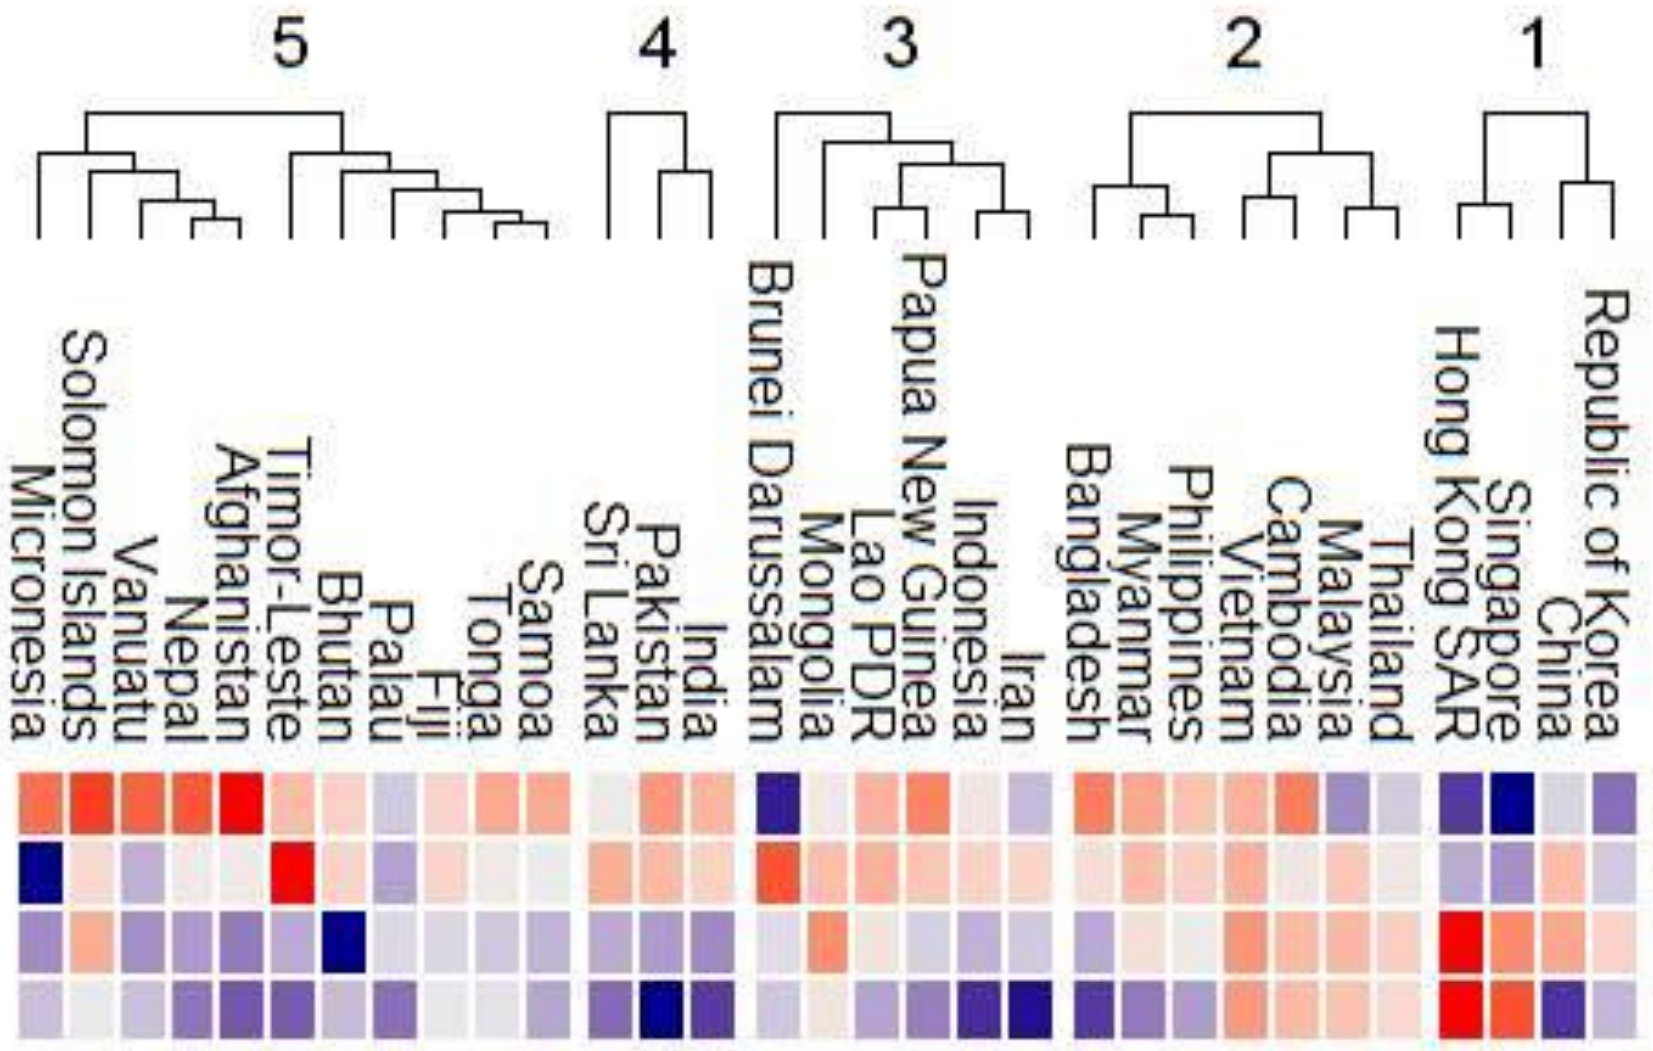 5 4 3 2 1
Micronesia
Solomon Islands
Vanuatu
Nepal
Afghanistan
Timor-Leste
Bhutan
Palau
Fiji
Tonga
Samoa
Sri Lanka
Pakistan
India
Brunei Darussalam
Mongolia
Lao PDR
Papua New Guinea
Indonesia
Iran
Bangladesh
Myanmar
Philippines
Vietnam
Cambodia
Malaysia
Thailand
Hong Kong SAR
Singapore
China
Republic of Korea